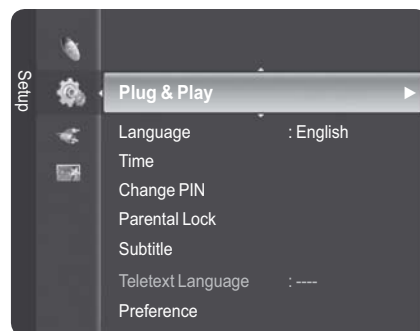 Setup
Plug & Play
Language : English
Time
Change PIN
Parental Lock
Subtitle
Teletext Language : ----
Preference